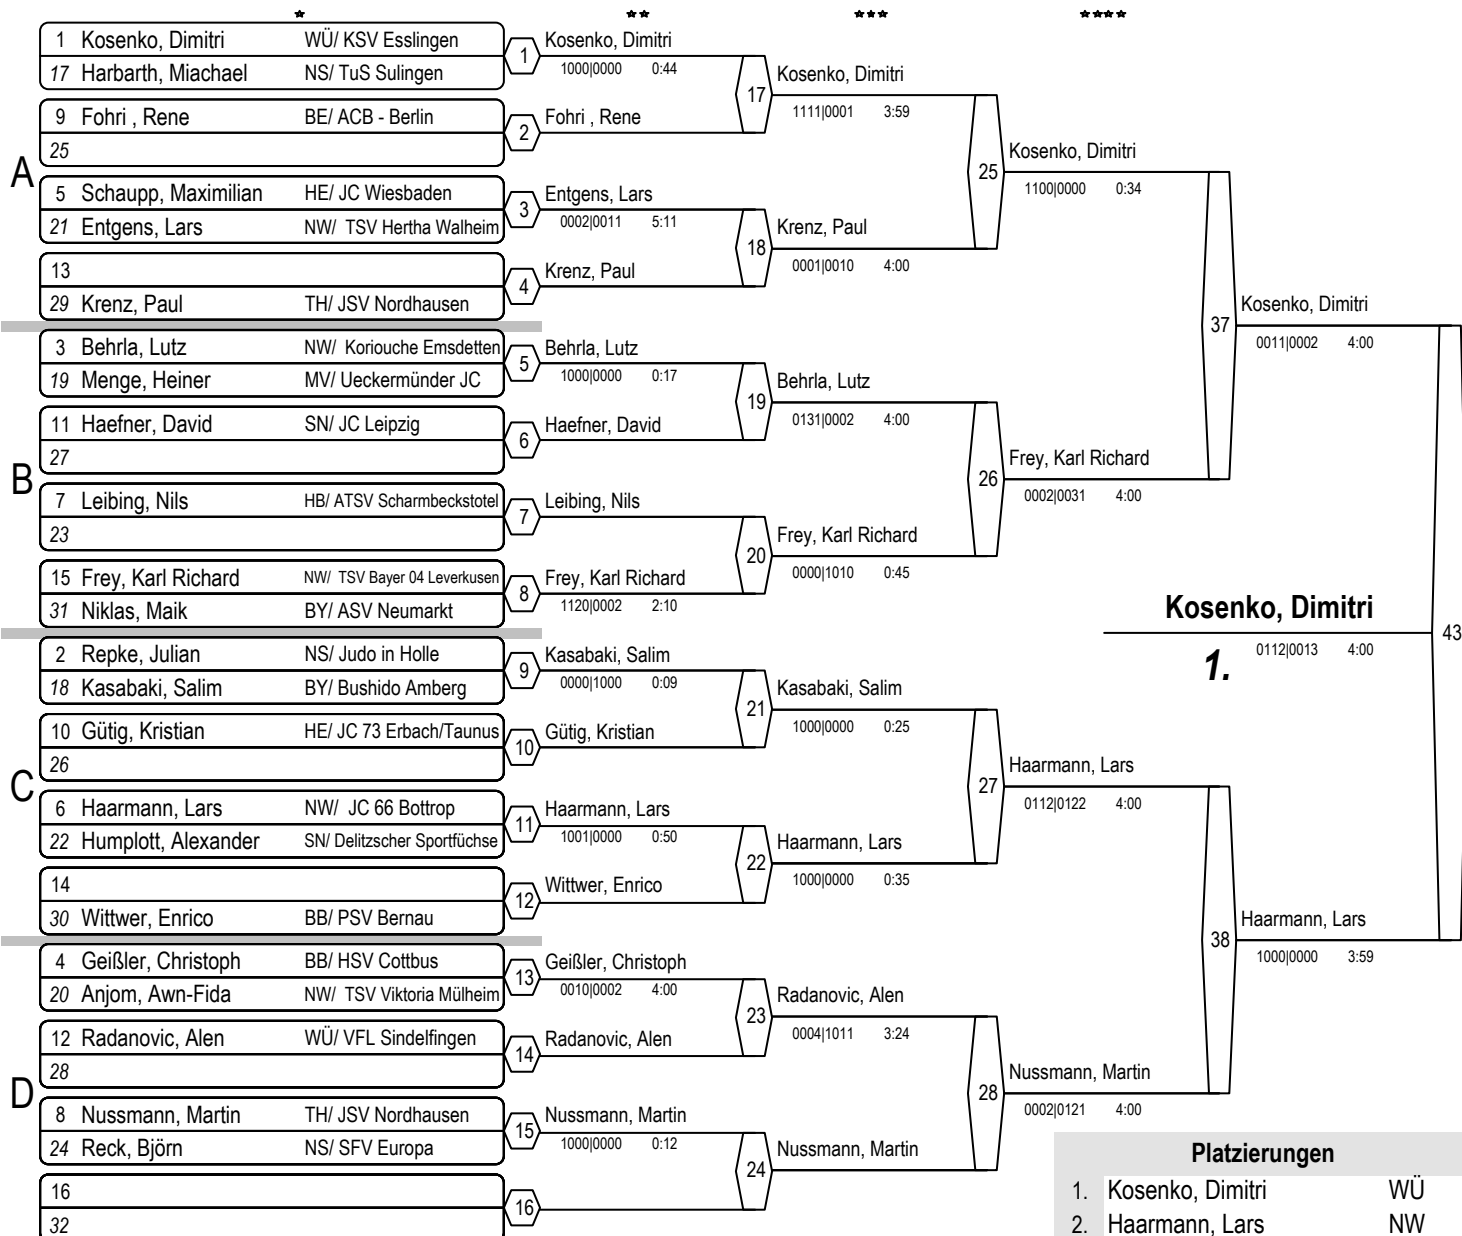 * ** *** ****
A
1 Kosenko, Dimitri WÜ/ KSV Esslingen
17 Harbarth, Miachael NS/ TuS Sulingen
9 Fohri , Rene BE/ ACB - Berlin
25
5 Schaupp, Maximilian HE/ JC Wiesbaden
21 Entgens, Lars NW/ TSV Hertha Walheim
13
29 Krenz, Paul TH/ JSV Nordhausen
B
3 Behrla, Lutz NW/ Koriouche Emsdetten
19 Menge, Heiner MV/ Ueckermünder JC
11 Haefner, David SN/ JC Leipzig
27
7 Leibing, Nils HB/ ATSV Scharmbeckstotel
23
15 Frey, Karl Richard NW/ TSV Bayer 04 Leverkusen
31 Niklas, Maik BY/ ASV Neumarkt
C
2 Repke, Julian NS/ Judo in Holle
18 Kasabaki, Salim BY/ Bushido Amberg
10 Gütig, Kristian HE/ JC 73 Erbach/Taunus
26
6 Haarmann, Lars NW/ JC 66 Bottrop
22 Humplott, Alexander SN/ Delitzscher Sportfüchse
14
30 Wittwer, Enrico BB/ PSV Bernau
D
4 Geißler, Christoph BB/ HSV Cottbus
20 Anjom, Awn-Fida NW/ TSV Viktoria Mülheim
12 Radanovic, Alen WÜ/ VFL Sindelfingen
28
8 Nussmann, Martin TH/ JSV Nordhausen
24 Reck, Björn NS/ SFV Europa
16
32
1 Kosenko, Dimitri
1000|0000 0:44
2 Fohri , Rene
3 Entgens, Lars
0002|0011 5:11
4 Krenz, Paul
5 Behrla, Lutz
1000|0000 0:17
6 Haefner, David
7 Leibing, Nils
8 Frey, Karl Richard
1120|0002 2:10
9 Kasabaki, Salim
0000|1000 0:09
10 Gütig, Kristian
11 Haarmann, Lars
1001|0000 0:50
12 Wittwer, Enrico
13 Geißler, Christoph
0010|0002 4:00
14 Radanovic, Alen
15 Nussmann, Martin
1000|0000 0:12
16
17 Kosenko, Dimitri
1111|0001 3:59
18 Krenz, Paul
0001|0010 4:00
19 Behrla, Lutz
0131|0002 4:00
20 Frey, Karl Richard
0000|1010 0:45
21 Kasabaki, Salim
1000|0000 0:25
22 Haarmann, Lars
1000|0000 0:35
23 Radanovic, Alen
0004|1011 3:24
24 Nussmann, Martin
25 Kosenko, Dimitri
1100|0000 0:34
26 Frey, Karl Richard
0002|0031 4:00
27 Haarmann, Lars
0112|0122 4:00
28 Nussmann, Martin
0002|0121 4:00
37 Kosenko, Dimitri
0011|0002 4:00
38 Haarmann, Lars
1000|0000 3:59
43
Kosenko, Dimitri
1. 0112|0013 4:00
Platzierungen
1. Kosenko, Dimitri WÜ
2. Haarmann, Lars NW